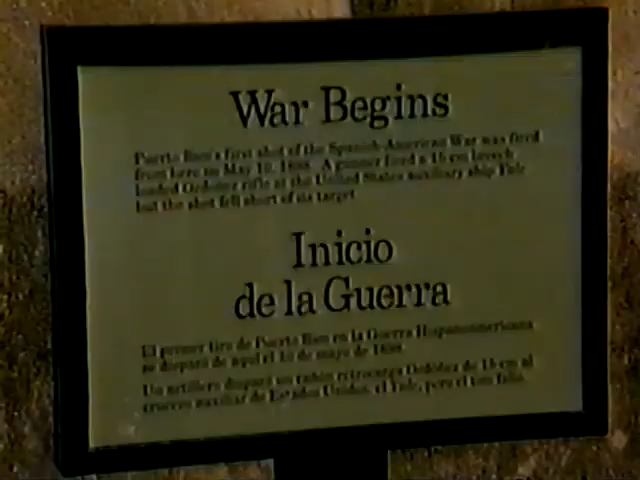 War Begins
Puerto Rico's first shot of the Spanish-American War was fired
from here on May 10, 1898. A gunner fired a 15 cm breech
loaded Ordoñez rifle at the United States auxiliary ship Yale
but the shot fell short of its target
Inicio
de la Guerra
El primer tiro de Puerto Rico en la Guerra Hispanoamericana
se disparó de aquí el 10 de mayo de 1898.
Un artillero disparó un cañón retrocarga Ordóñez de 15 cm al
crucero auxiliar de Estados Unidos, el Yale, pero el tiro falló.